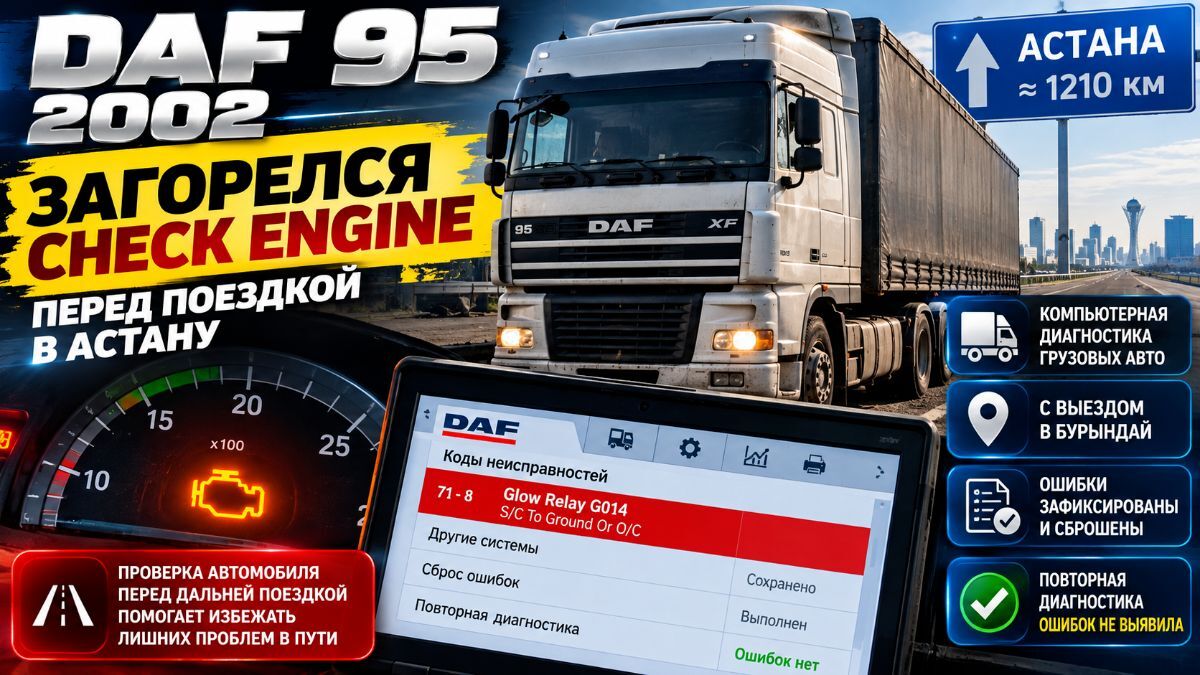 DAF 95
2002
ЗАГОРЕЛСЯ
CHECK ENGINE
ПЕРЕД ПОЕЗДКОЙ
В АСТАНУ
АСТАНА
≈ 1210 км
95 DAF XF
10 15 20 25
x100
DAF
Коды неисправностей
71 - 8 Glow Relay G014
S/C To Ground Or O/C
Другие системы Сохранено
Сброс ошибок Выполнен
Повторная диагностика Ошибок нет
КОМПЬЮТЕРНАЯ
ДИАГНОСТИКА
ГРУЗОВЫХ АВТО
С ВЫЕЗДОМ
В БУРЫНДАЙ
ОШИБКИ
ЗАФИКСИРОВАНЫ
И СБРОШЕНЫ
ПОВТОРНАЯ
ДИАГНОСТИКА
ОШИБОК НЕ ВЫЯВИЛА
ПРОВЕРКА АВТОМОБИЛЯ
ПЕРЕД ДАЛЬНЕЙ ПОЕЗДКОЙ
ПОМОГАЕТ ИЗБЕЖАТЬ
ЛИШНИХ ПРОБЛЕМ В ПУТИ